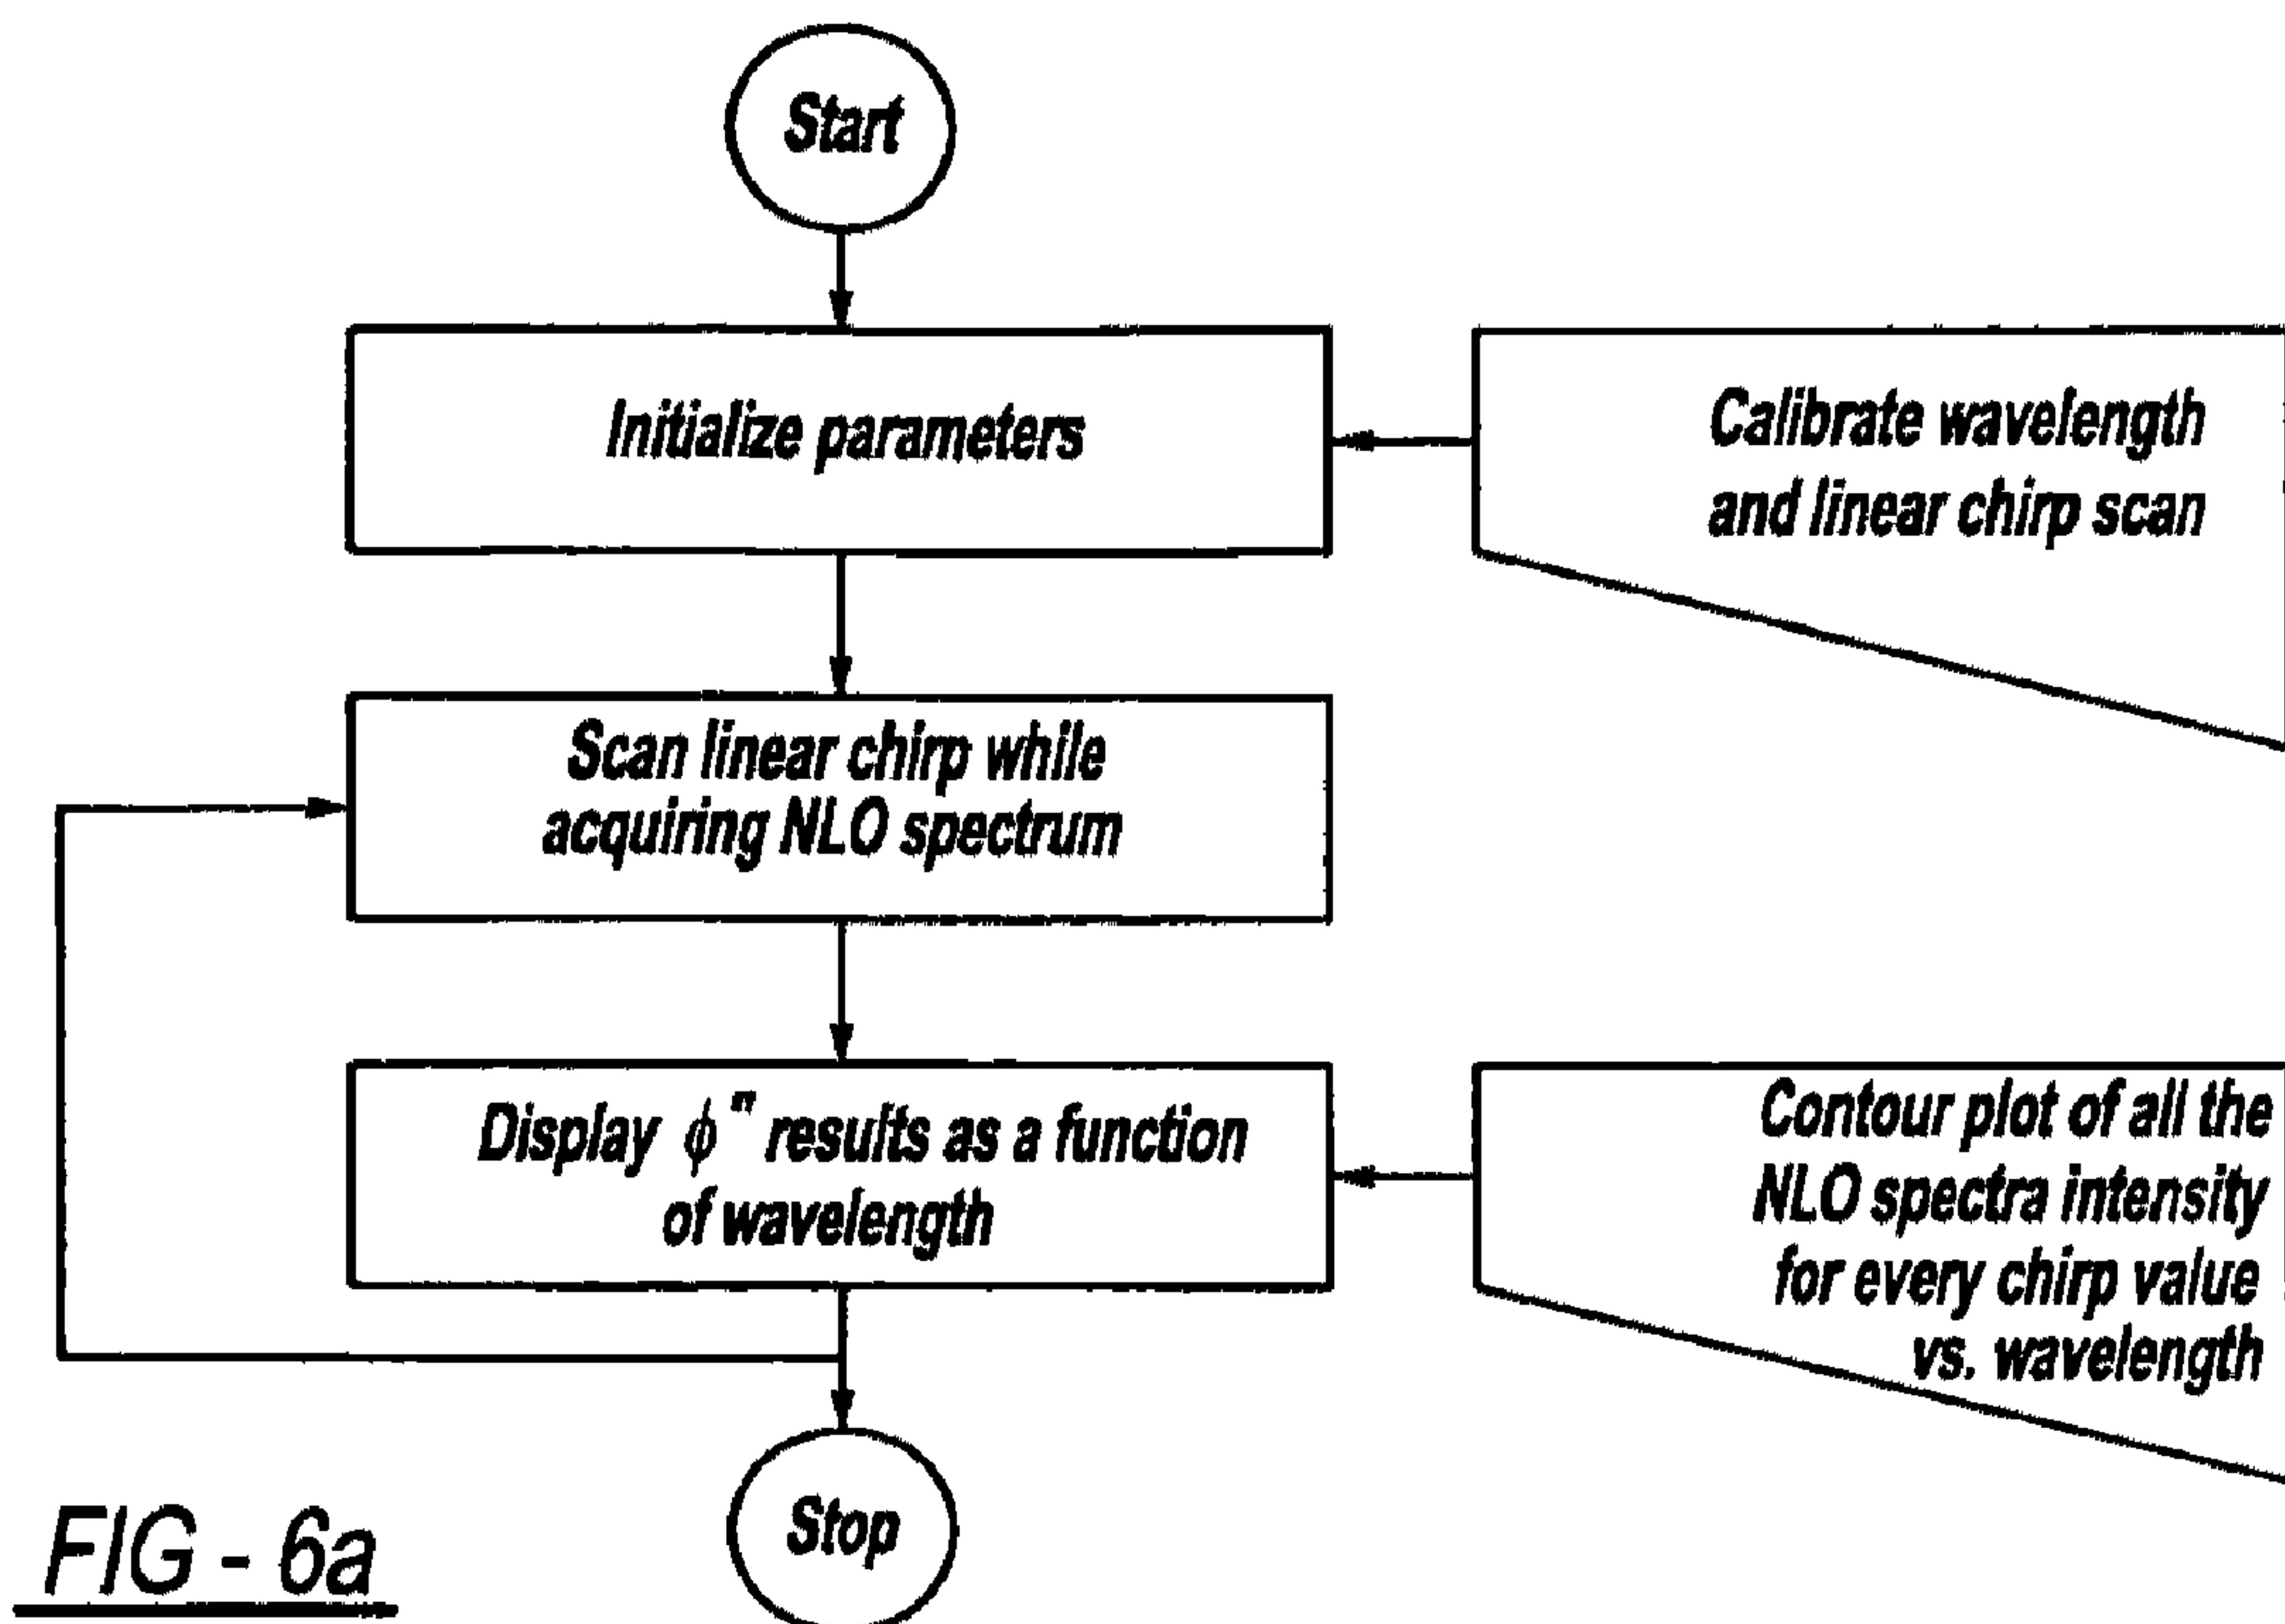 Start
Initialize parameters
Calibrate wavelength
and linear chirp scan
Scan linear chirp while
acquiring NLO spectrum
Display ϕ" results as a function
of wavelength
Contour plot of all the
NLO spectra intensity
for every chirp value
vs. wavelength
Stop
FIG - 6a